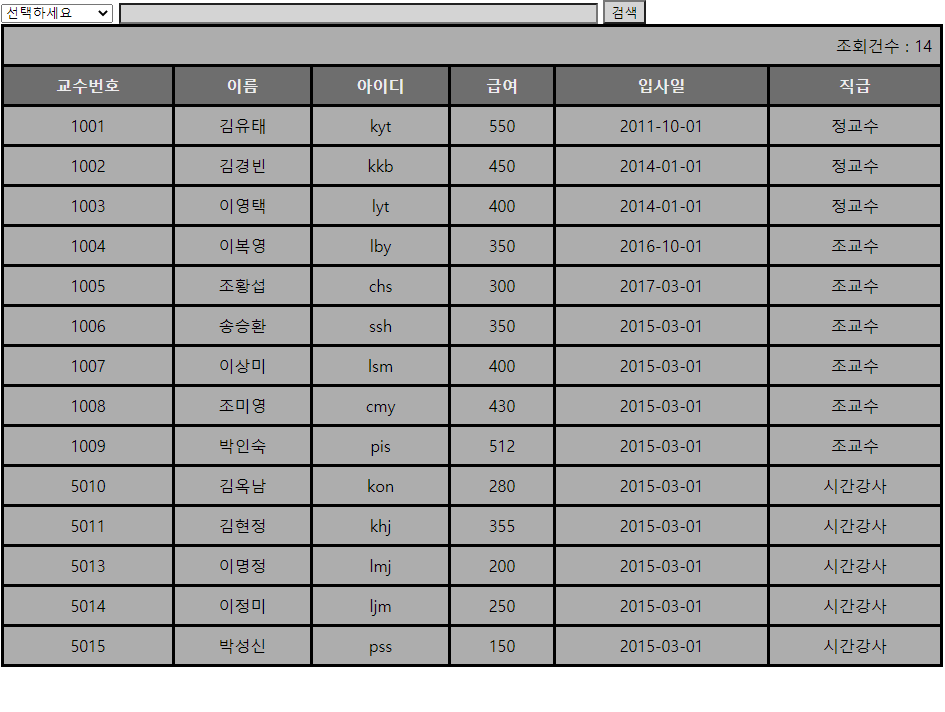 선택하세요 검색
조회건수 : 14
교수번호 이름 아이디 급여 입사일 직급
1001 김유태 kyt 550 2011-10-01 정교수
1002 김경빈 kkb 450 2014-01-01 정교수
1003 이영택 lyt 400 2014-01-01 정교수
1004 이복영 lby 350 2016-10-01 조교수
1005 조황섭 chs 300 2017-03-01 조교수
1006 송승환 ssh 350 2015-03-01 조교수
1007 이상미 lsm 400 2015-03-01 조교수
1008 조미영 cmy 430 2015-03-01 조교수
1009 박인숙 pis 512 2015-03-01 조교수
5010 김옥남 kon 280 2015-03-01 시간강사
5011 김현정 khj 355 2015-03-01 시간강사
5013 이명정 lmj 200 2015-03-01 시간강사
5014 이정미 ljm 250 2015-03-01 시간강사
5015 박성신 pss 150 2015-03-01 시간강사